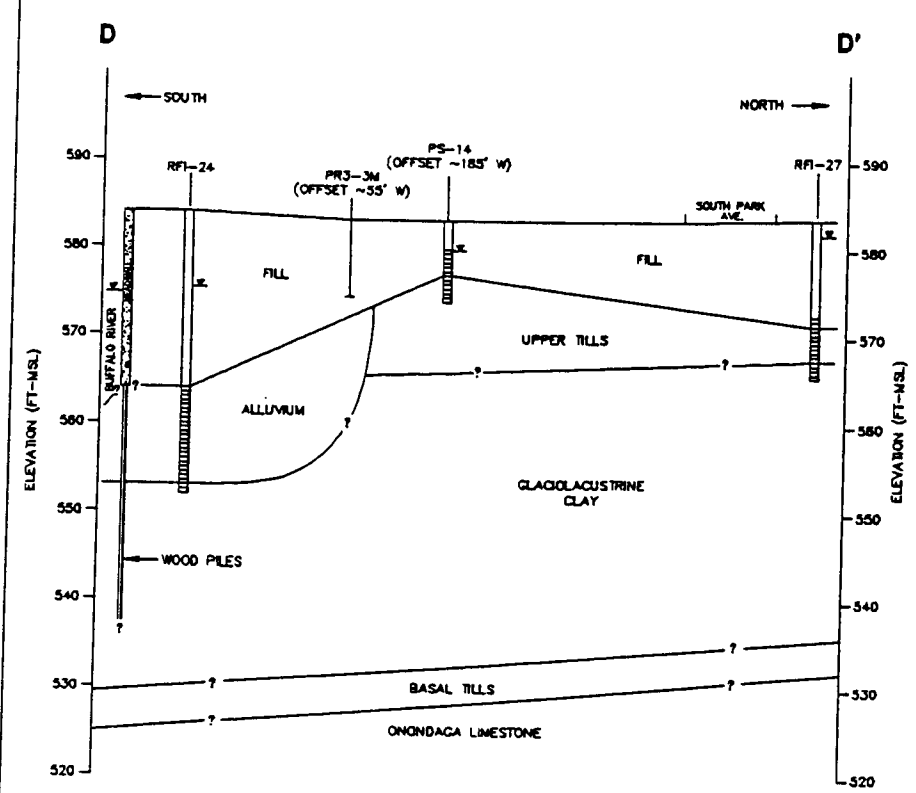 D
D'
SOUTH
NORTH
590
590
RFI-24
PR3-3M
(OFFSET ~55' W)
PS-14
(OFFSET ~185' W)
RFI-27
SOUTH PARK
AVE.
580
580
FILL
FILL
BULKHEAD
BUFFALO RIVER
570
570
UPPER TILLS
?
?
?
?
ALLUVIUM
?
560
560
ELEVATION (FT-MSL)
ELEVATION (FT-MSL)
GLACIOLACUSTRINE
CLAY
550
550
WOOD PILES
540
540
?
?
?
530
530
BASAL TILLS
?
?
ONONDAGA LIMESTONE
520
520